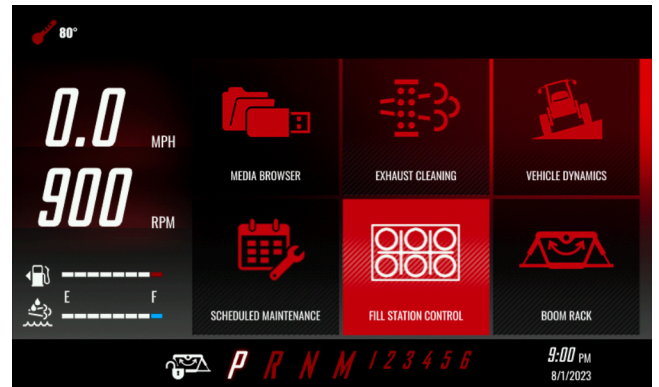 80°
0.0 MPH
900 RPM
E F
MEDIA BROWSER
EXHAUST CLEANING
VEHICLE DYNAMICS
SCHEDULED MAINTENANCE
FILL STATION CONTROL
BOOM RACK
P R N M 1 2 3 4 5 6
9:00 PM
8/1/2023